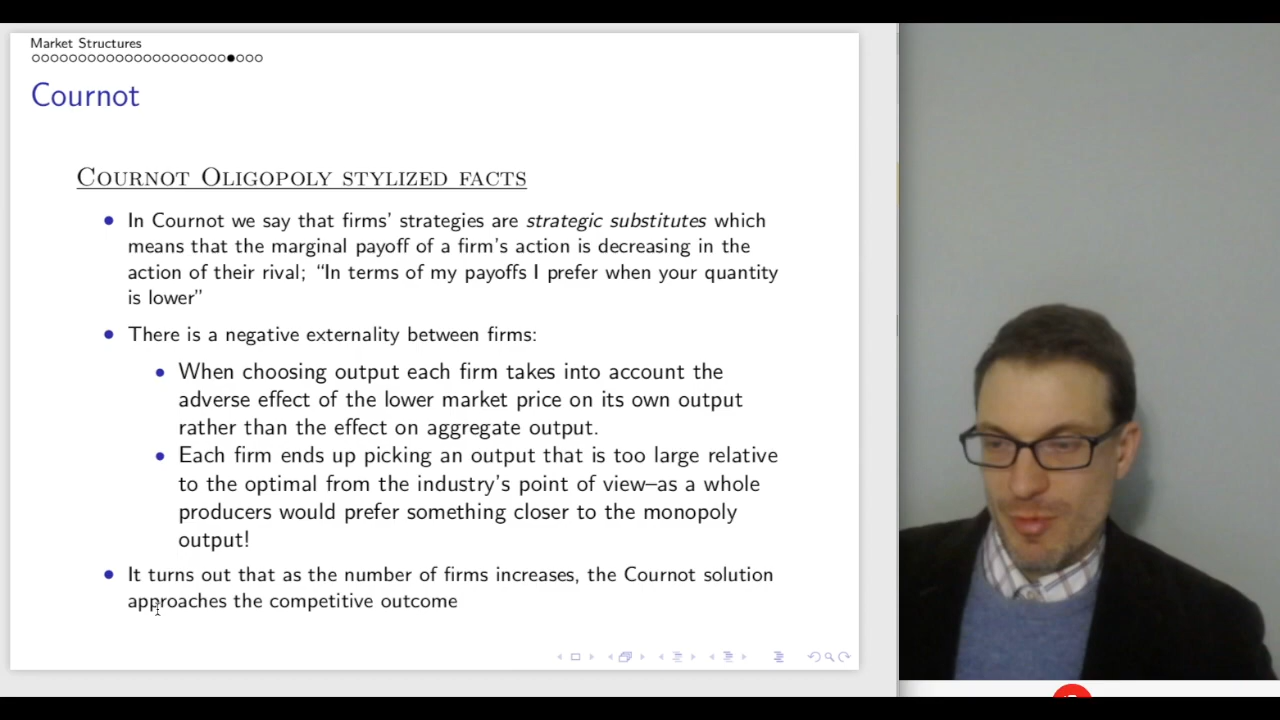 Market Structures
Cournot
Cournot Oligopoly stylized facts
• In Cournot we say that firms' strategies are strategic substitutes which
means that the marginal payoff of a firm's action is decreasing in the
action of their rival; “In terms of my payoffs I prefer when your quantity
is lower”
• There is a negative externality between firms:
• When choosing output each firm takes into account the
adverse effect of the lower market price on its own output
rather than the effect on aggregate output.
• Each firm ends up picking an output that is too large relative
to the optimal from the industry's point of view–as a whole
producers would prefer something closer to the monopoly
output!
• It turns out that as the number of firms increases, the Cournot solution
approaches the competitive outcome